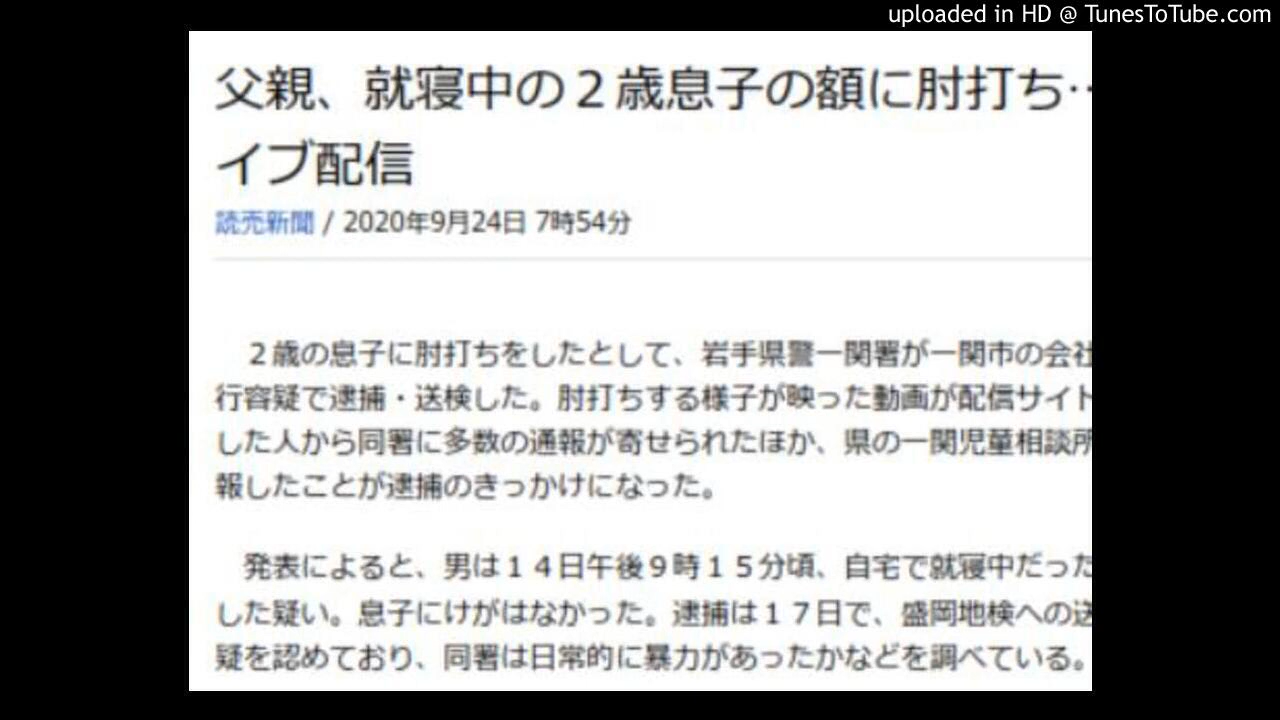 uploaded in HD @ TunesToTube.com
父親、就寝中の２歳息子の額に肘打ち…
イブ配信
読売新聞 / 2020年9月24日 7時54分
２歳の息子に肘打ちをしたとして、岩手県警一関署が一関市の会社
行容疑で逮捕・送検した。肘打ちする様子が映った動画が配信サイト
した人から同署に多数の通報が寄せられたほか、県の一関児童相談所
報したことが逮捕のきっかけになった。
発表によると、男は１４日午後９時１５分頃、自宅で就寝中だった
した疑い。息子にけがはなかった。逮捕は１７日で、盛岡地検への送
疑を認めており、同署は日常的に暴力があったかなどを調べている。